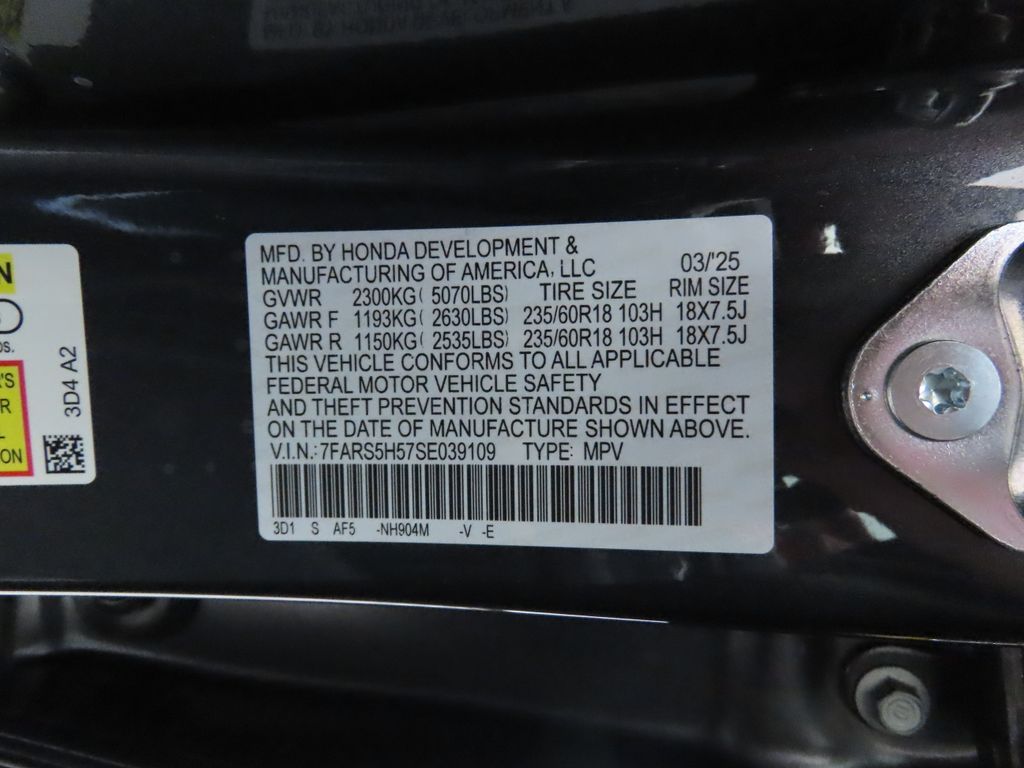 MFD. BY HONDA DEVELOPMENT &
MANUFACTURING OF AMERICA, LLC 03/'25
GVWR 2300KG( 5070LBS) TIRE SIZE RIM SIZE
GAWR F 1193KG( 2630LBS) 235/60R18 103H 18X7.5J
GAWR R 1150KG( 2535LBS) 235/60R18 103H 18X7.5J
THIS VEHICLE CONFORMS TO ALL APPLICABLE
FEDERAL MOTOR VEHICLE SAFETY
AND THEFT PREVENTION STANDARDS IN EFFECT
ON THE DATE OF MANUFACTURE SHOWN ABOVE.
V.I.N.: 7FARS5H57SE039109 TYPE: MPV
3D1 S AF5 -NH904M -V -E
3D4 A2